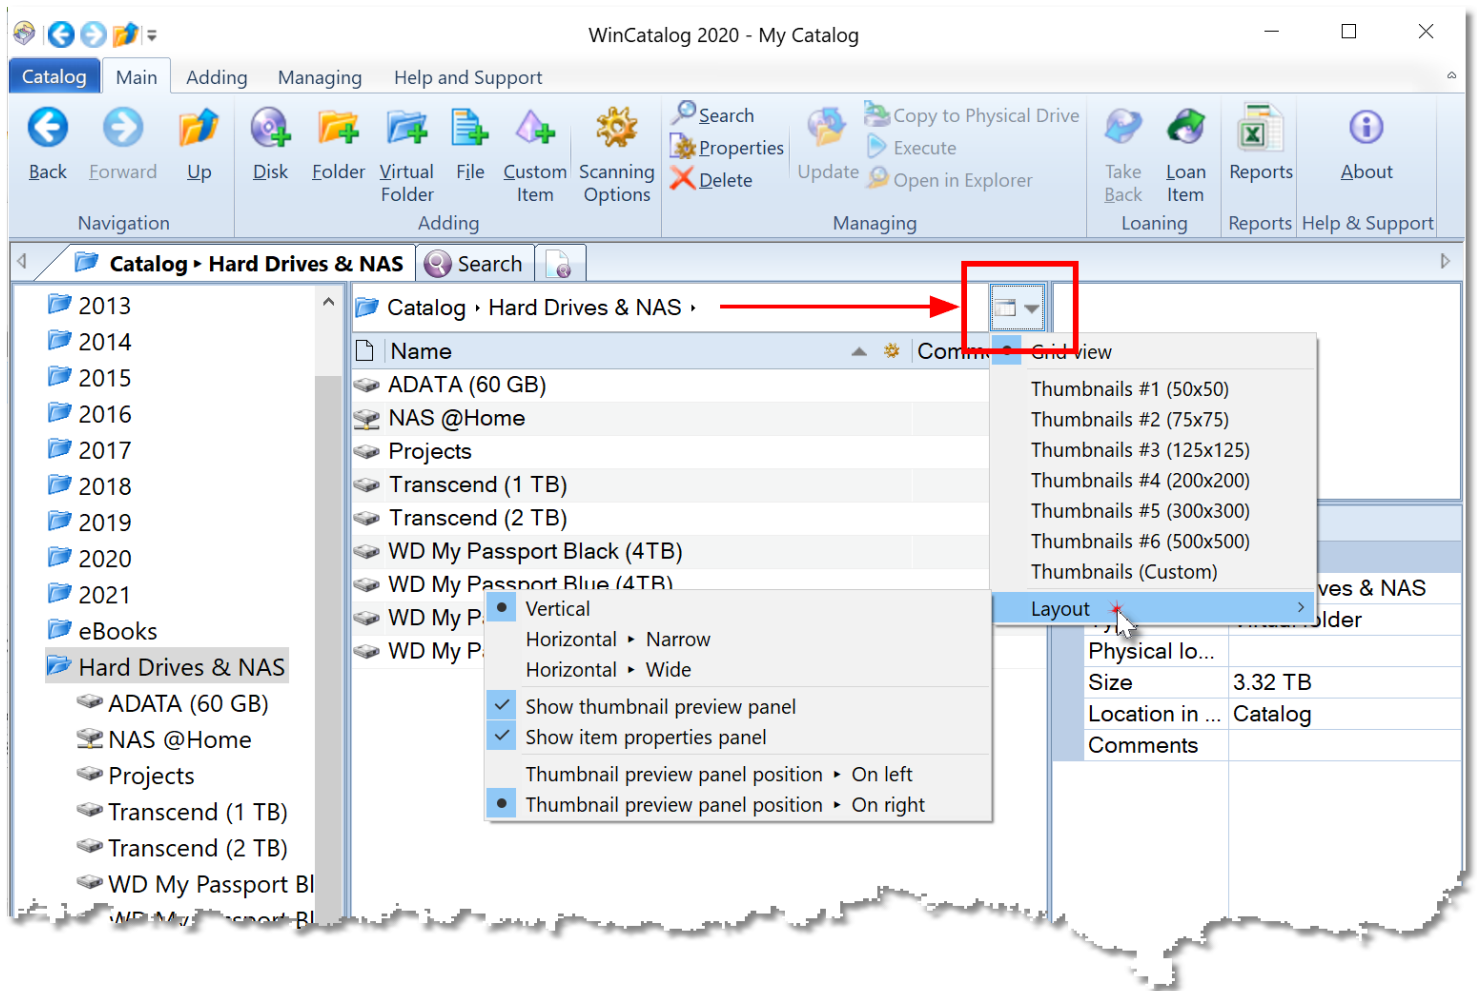 WinCatalog 2020 - My Catalog
Catalog Main Adding Managing Help and Support
Back Forward Up
Navigation
Disk Folder Virtual Folder File Custom Item Scanning Options
Adding
Search
Properties
Delete
Update
Copy to Physical Drive
Execute
Open in Explorer
Managing
Take Back Loan Item
Loaning
Reports
Reports
About
Help & Support
Catalog ▸ Hard Drives & NAS Search
2013
2014
2015
2016
2017
2018
2019
2020
2021
eBooks
Hard Drives & NAS
ADATA (60 GB)
NAS @Home
Projects
Transcend (1 TB)
Transcend (2 TB)
WD My Passport Bl
WD My Passport Bl
Catalog ▸ Hard Drives & NAS ▸
Name Comm
ADATA (60 GB)
NAS @Home
Projects
Transcend (1 TB)
Transcend (2 TB)
WD My Passport Black (4TB)
WD My Passport Blue (4TB)
WD My P
WD My P
Grid view
Thumbnails #1 (50x50)
Thumbnails #2 (75x75)
Thumbnails #3 (125x125)
Thumbnails #4 (200x200)
Thumbnails #5 (300x300)
Thumbnails #6 (500x500)
Thumbnails (Custom)
Layout
Vertical
Horizontal ▸ Narrow
Horizontal ▸ Wide
Show thumbnail preview panel
Show item properties panel
Thumbnail preview panel position ▸ On left
Thumbnail preview panel position ▸ On right
ves & NAS
Type Virtual Folder
Physical lo...
Size 3.32 TB
Location in ... Catalog
Comments